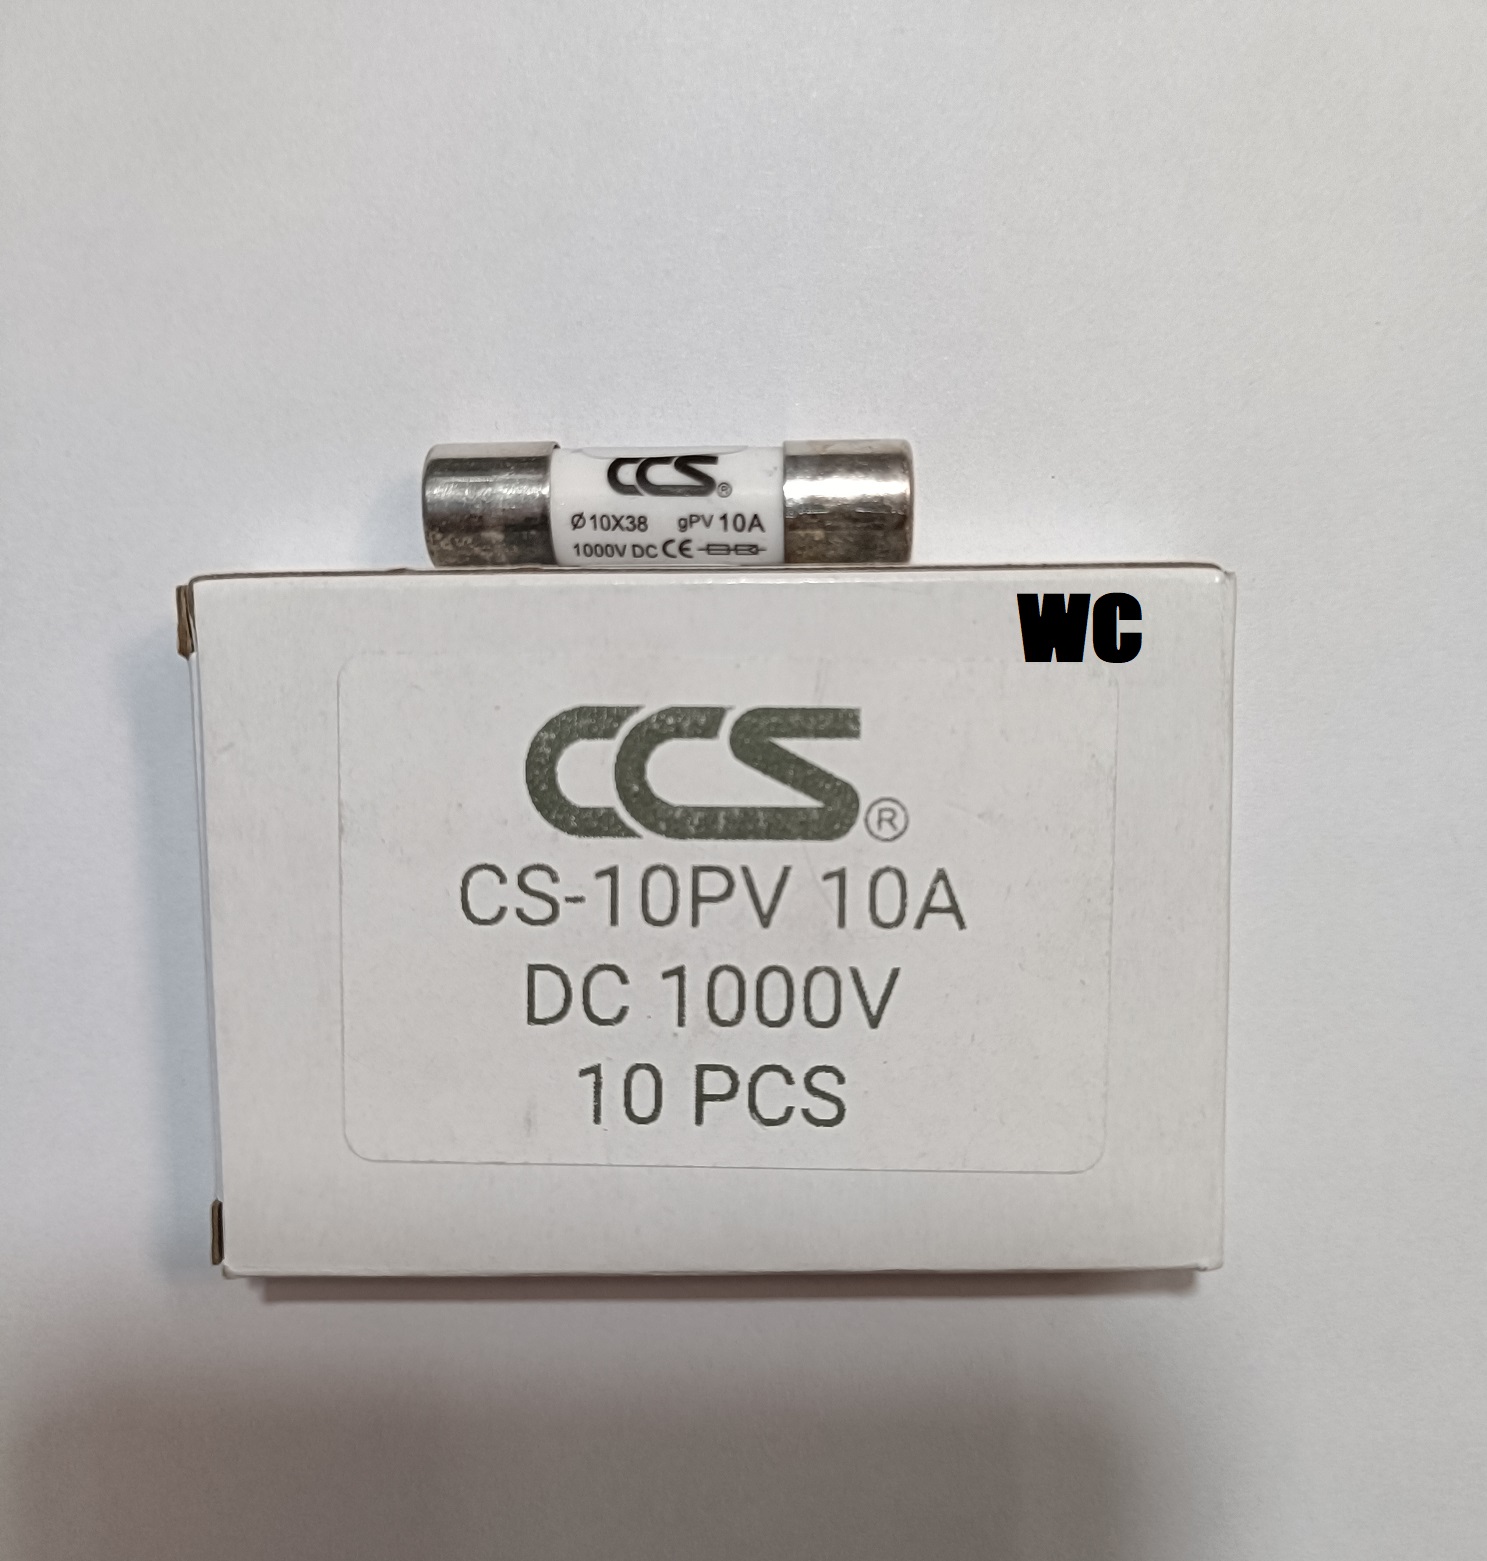 CCS®
Ø10X38 gPV 10A
1000V DC CE
WC
CCS®
CS-10PV 10A
DC 1000V
10 PCS